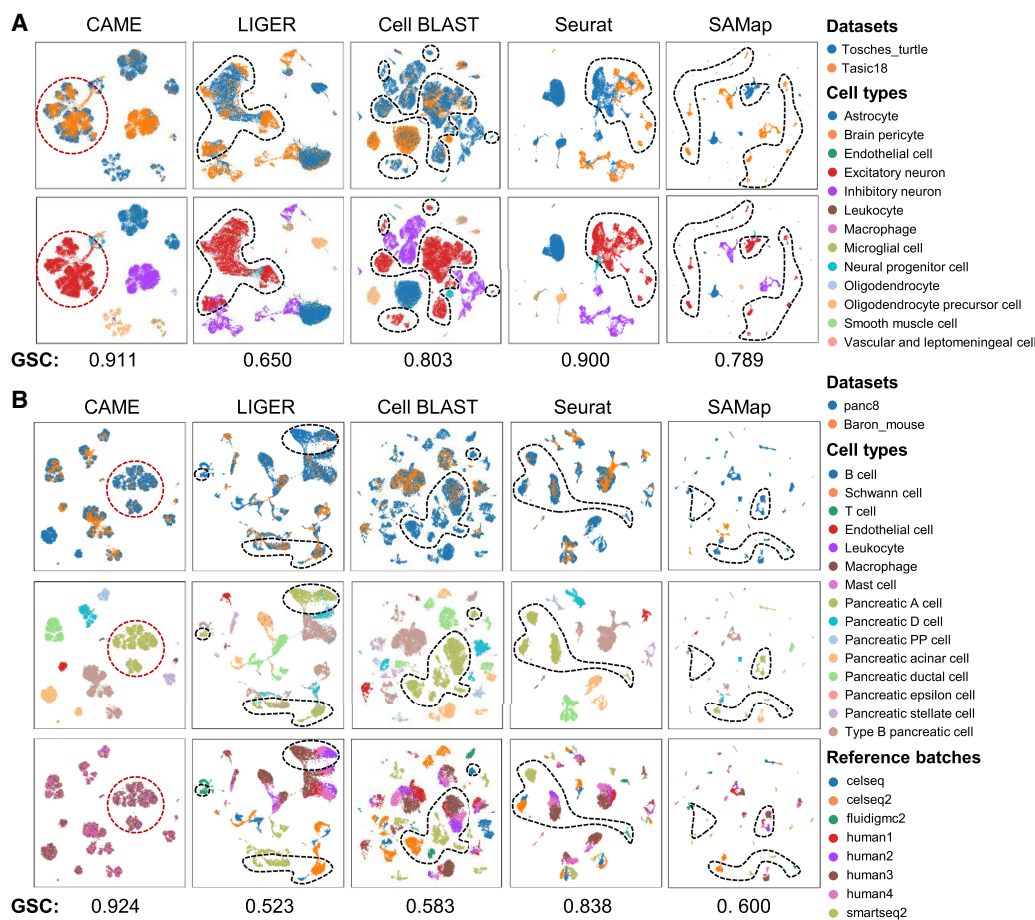 A
CAME LIGER Cell BLAST Seurat SAMap
Datasets
Tosches_turtle
Tasic18
Cell types
Astrocyte
Brain pericyte
Endothelial cell
Excitatory neuron
Inhibitory neuron
Leukocyte
Macrophage
Microglial cell
Neural progenitor cell
Oligodendrocyte
Oligodendrocyte precursor cell
Smooth muscle cell
Vascular and leptomeningeal cell
GSC: 0.911 0.650 0.803 0.900 0.789
B
CAME LIGER Cell BLAST Seurat SAMap
Datasets
panc8
Baron_mouse
Cell types
B cell
Schwann cell
T cell
Endothelial cell
Leukocyte
Macrophage
Mast cell
Pancreatic A cell
Pancreatic D cell
Pancreatic PP cell
Pancreatic acinar cell
Pancreatic ductal cell
Pancreatic epsilon cell
Pancreatic stellate cell
Type B pancreatic cell
Reference batches
celseq
celseq2
fluidigmc2
human1
human2
human3
human4
smartseq2
GSC: 0.924 0.523 0.583 0.838 0. 600